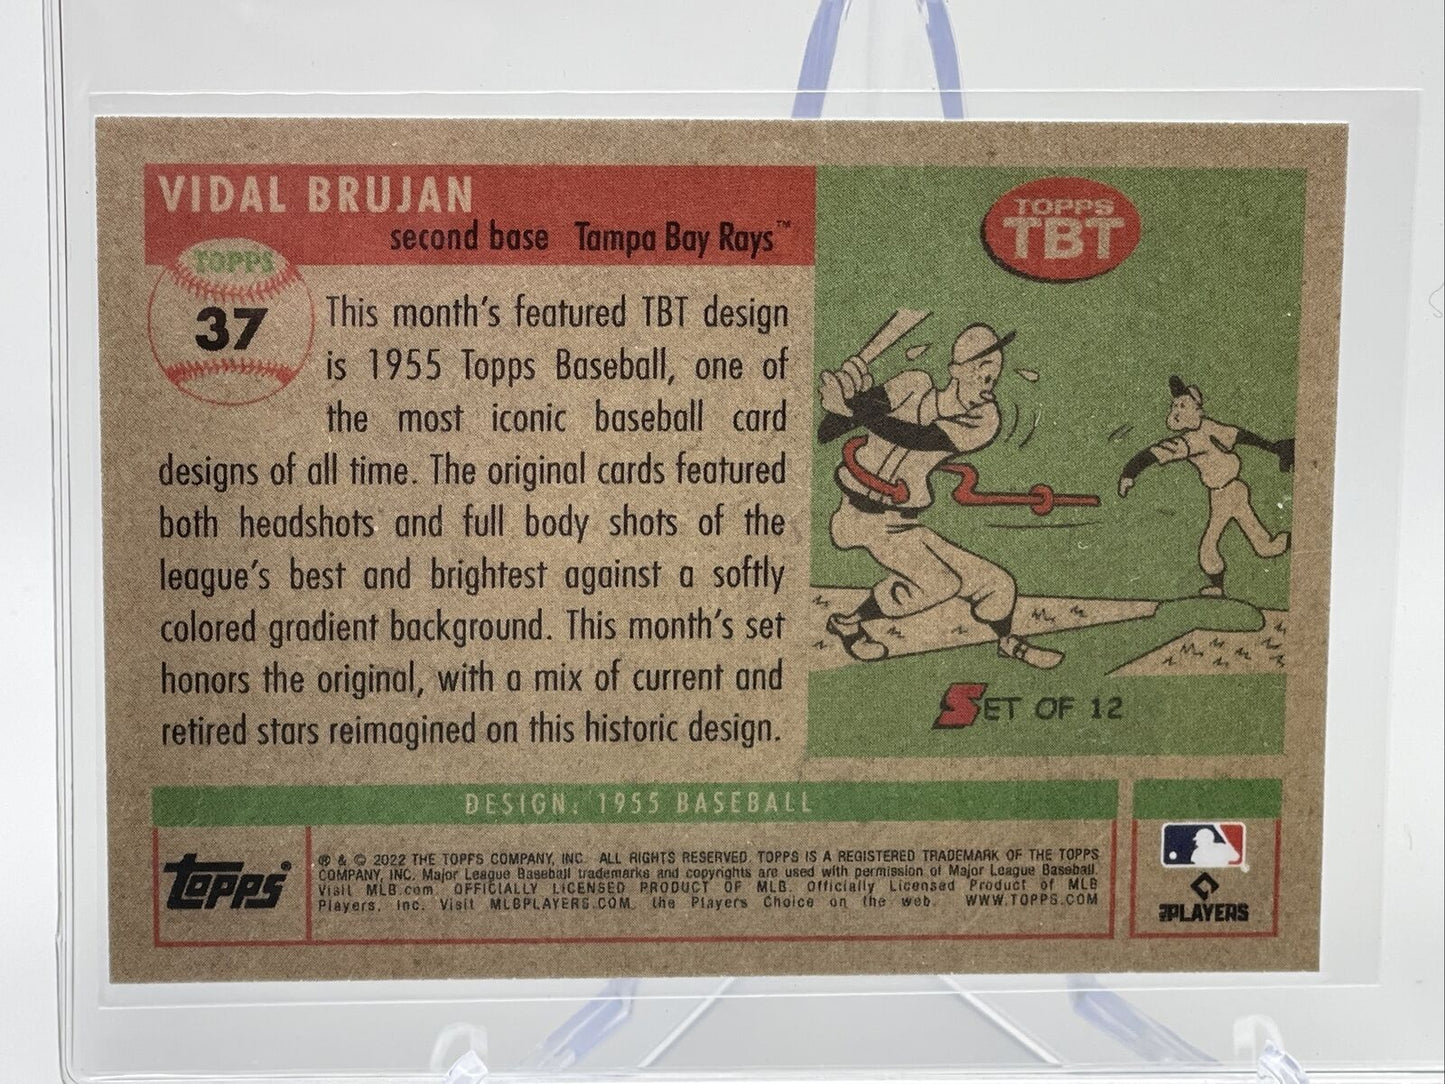 VIDAL BRUJAN
second base Tampa Bay Rays™
TOPPS
37
This month's featured TBT design
is 1955 Topps Baseball, one of
the most iconic baseball card
designs of all time. The original cards featured
both headshots and full body shots of the
league's best and brightest against a softly
colored gradient background. This month's set
honors the original, with a mix of current and
retired stars reimagined on this historic design.
TOPPS
TBT
SET OF 12
DESIGN: 1955 BASEBALL
topps®
® & © 2022 THE TOPPS COMPANY, INC. ALL RIGHTS RESERVED. TOPPS IS A REGISTERED TRADEMARK OF THE TOPPS
COMPANY, INC. Major League Baseball trademarks and copyrights are used with permission of Major League Baseball.
Visit MLB.com. OFFICIALLY LICENSED PRODUCT OF MLB. Officially Licensed Product of MLB
Players, Inc. Visit MLBPLAYERS.COM, the Players Choice on the web. WWW.TOPPS.COM
MLB PLAYERS